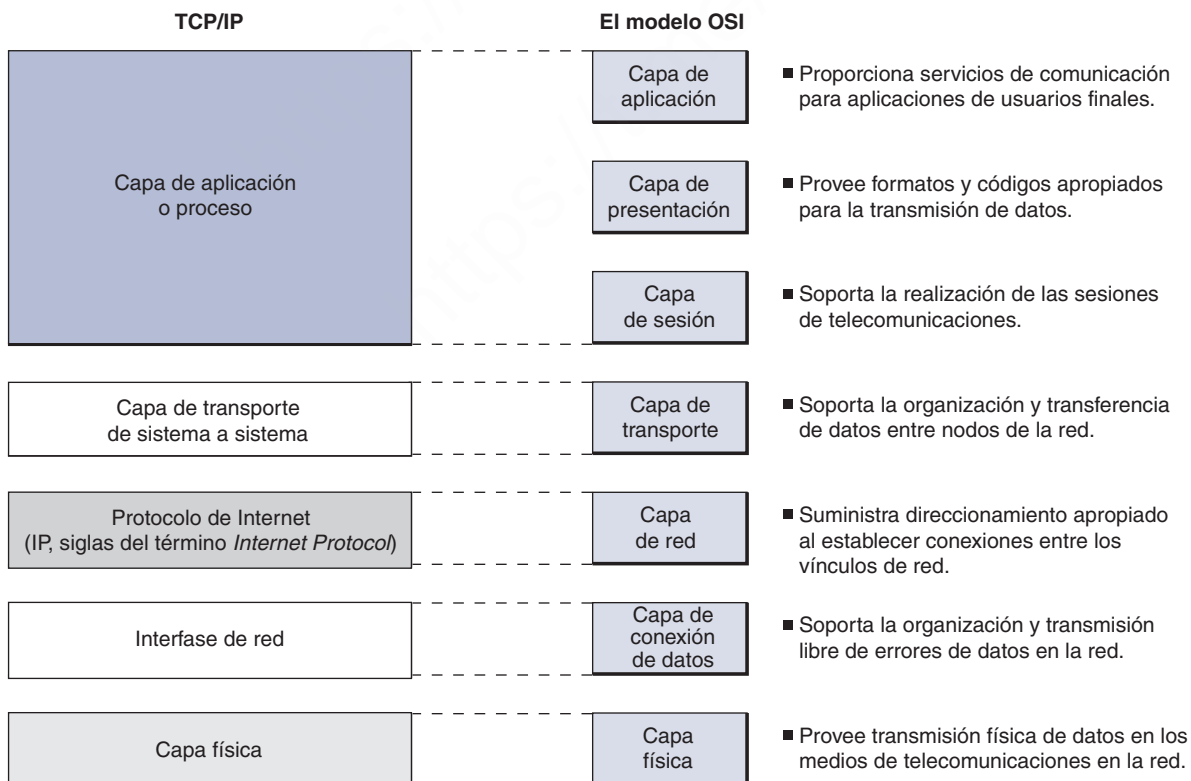 TCP/IP
El modelo OSI
Capa de aplicación
o proceso
Capa de
aplicación
■ Proporciona servicios de comunicación
para aplicaciones de usuarios finales.
Capa de
presentación
■ Provee formatos y códigos apropiados
para la transmisión de datos.
Capa
de sesión
■ Soporta la realización de las sesiones
de telecomunicaciones.
Capa de transporte
de sistema a sistema
Capa de
transporte
■ Soporta la organización y transferencia
de datos entre nodos de la red.
Protocolo de Internet
(IP, siglas del término Internet Protocol)
Capa
de red
■ Suministra direccionamiento apropiado
al establecer conexiones entre los
vínculos de red.
Interfase de red
Capa de
conexión
de datos
■ Soporta la organización y transmisión
libre de errores de datos en la red.
Capa física
Capa
física
■ Provee transmisión física de datos en los
medios de telecomunicaciones en la red.